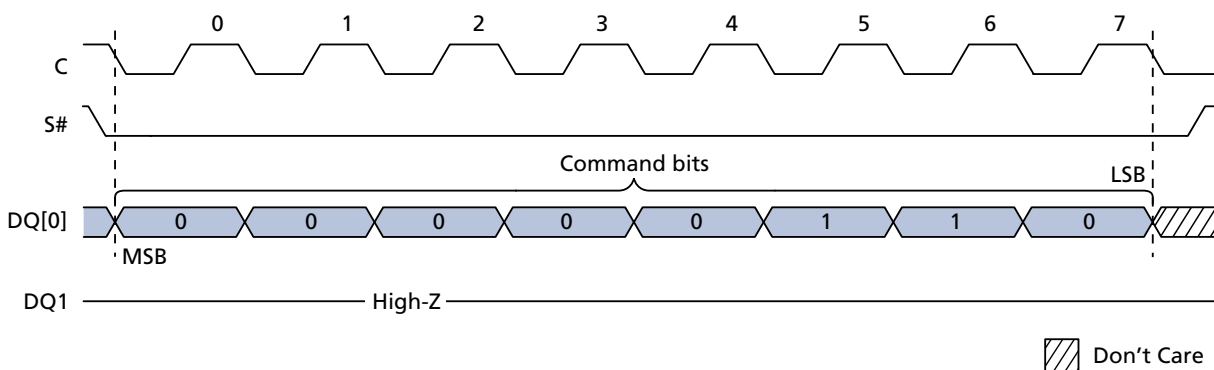 0 1 2 3 4 5 6 7
C
S#
Command bits
LSB
DQ[0] 0 0 0 0 0 1 1 0
MSB
DQ1 High-Z
Don't Care